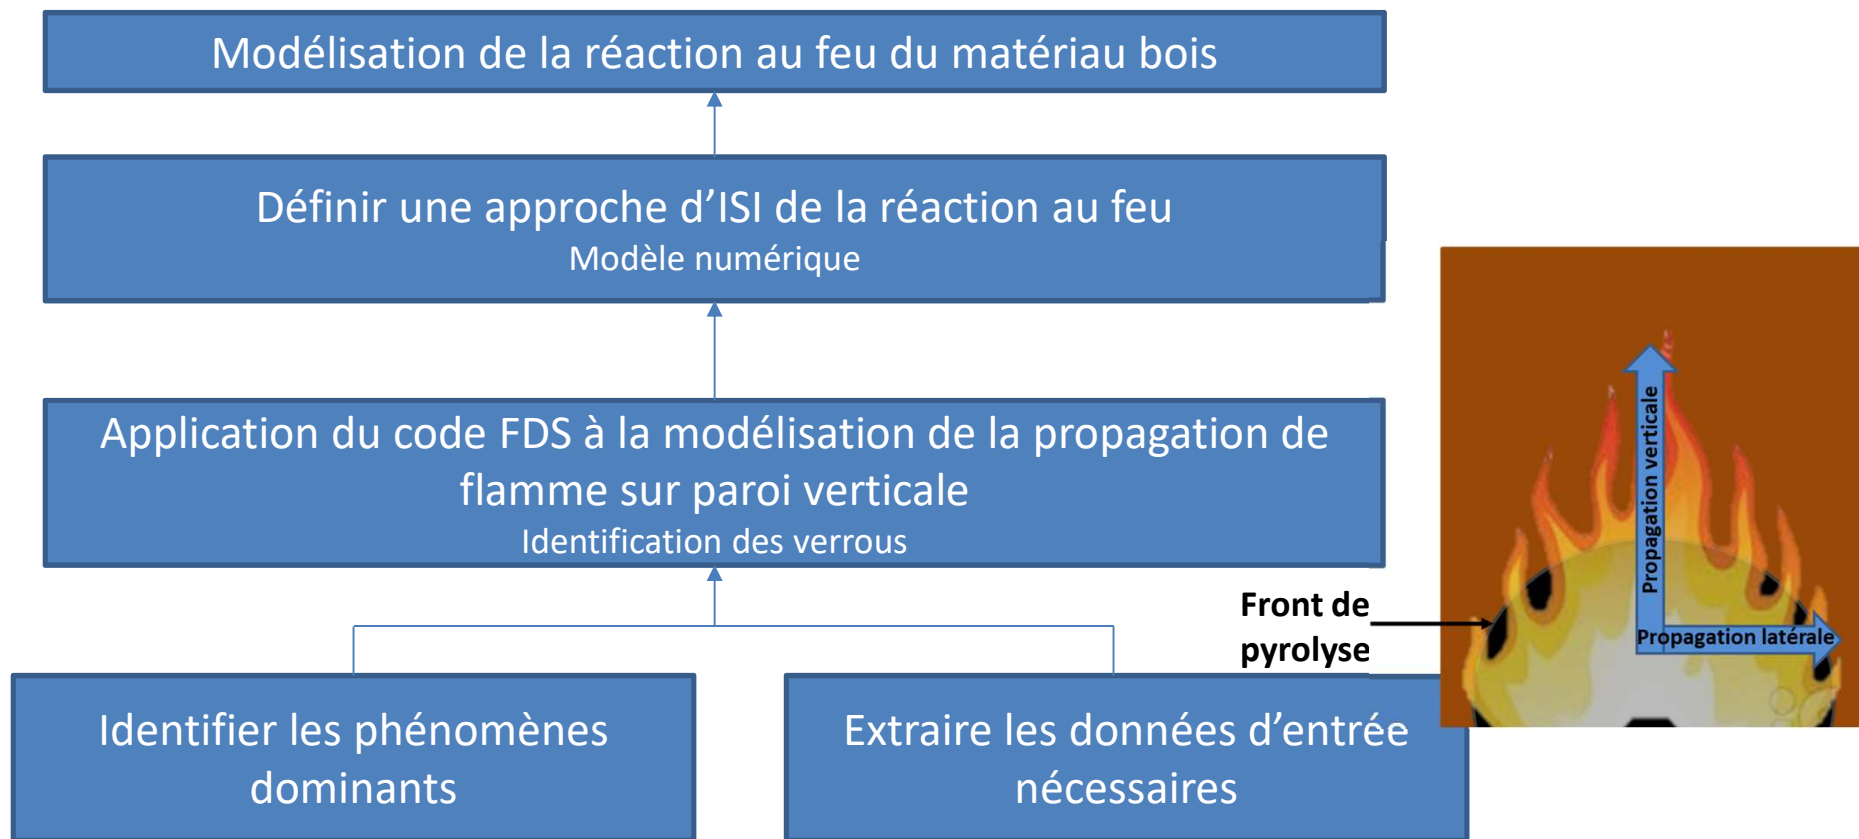 Modélisation de la réaction au feu du matériau bois
Définir une approche d’ISI de la réaction au feu
Modèle numérique
Application du code FDS à la modélisation de la propagation de
flamme sur paroi verticale
Identification des verrous
Propagation verticale
Front de
pyrolyse
Propagation latérale
Identifier les phénomènes
dominants
Extraire les données d’entrée
nécessaires